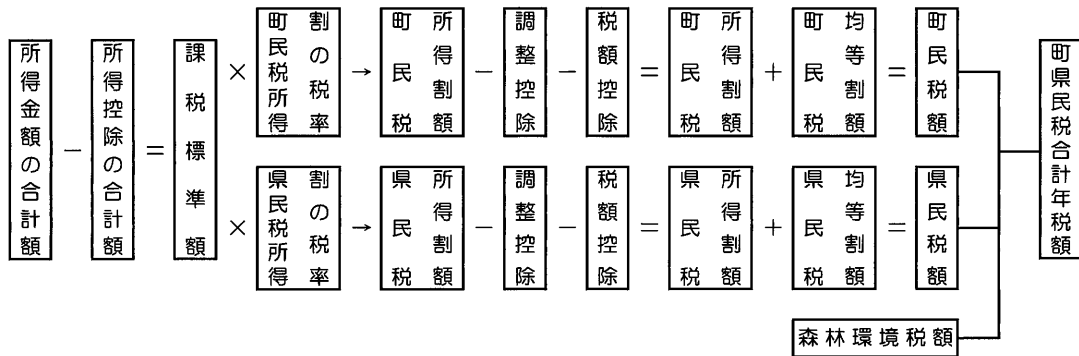 所得金額の合計額
－
所得控除の合計額
＝
課税標準額
×
町民税所得割の税率
→
町民税所得割額
－
調整控除
－
税額控除
＝
町民税所得割額
＋
町民税均等割額
＝
町民税額
×
県民税所得割の税率
→
県民税所得割額
－
調整控除
－
税額控除
＝
県民税所得割額
＋
県民税均等割額
＝
県民税額
森林環境税額
町県民税合計年税額